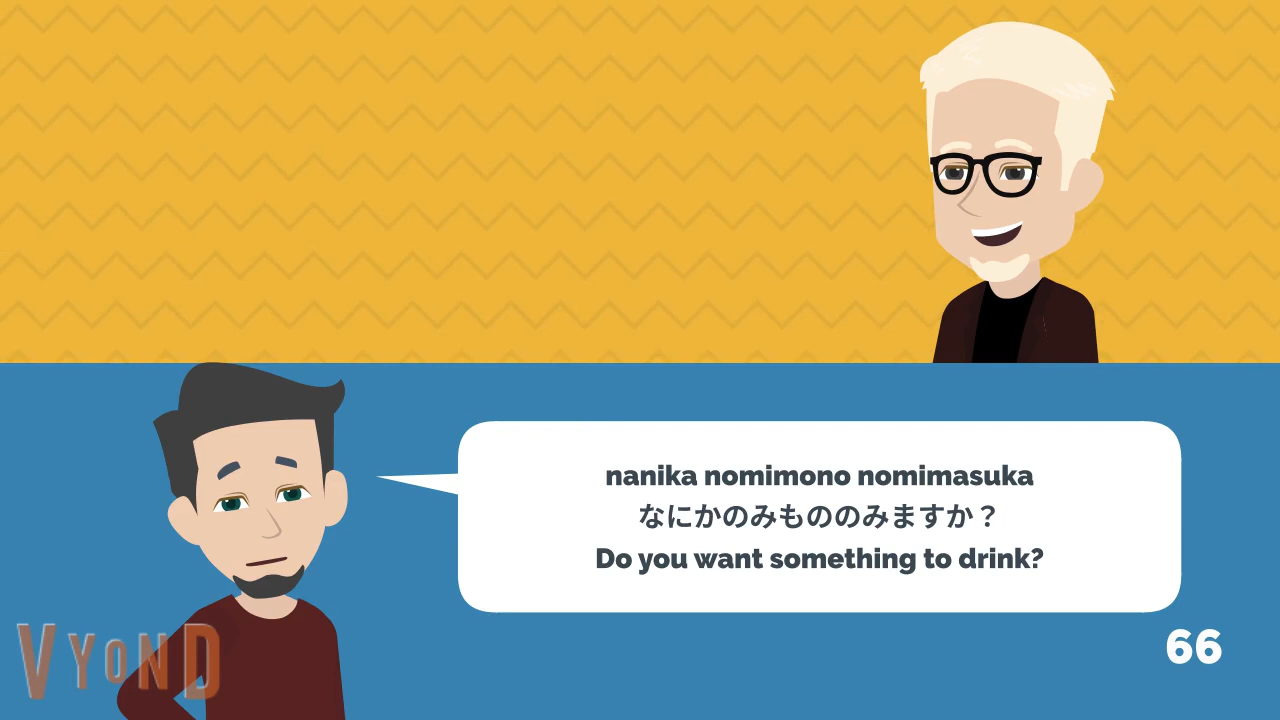 nanika nomimono nomimasuka
なにかのみもののみますか？
Do you want something to drink?
66
VYOND